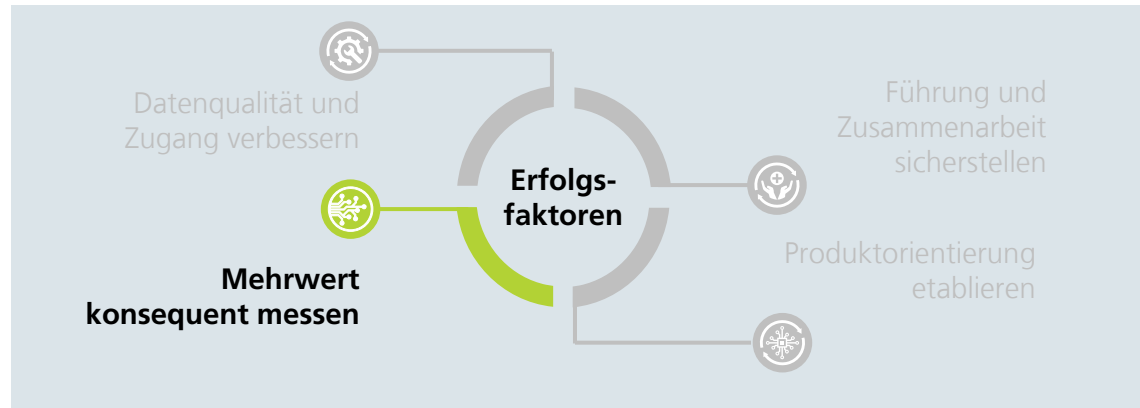 Datenqualität und
Zugang verbessern
Führung und
Zusammenarbeit
sicherstellen
Erfolgs-
faktoren
Mehrwert
konsequent messen
Produktorientierung
etablieren